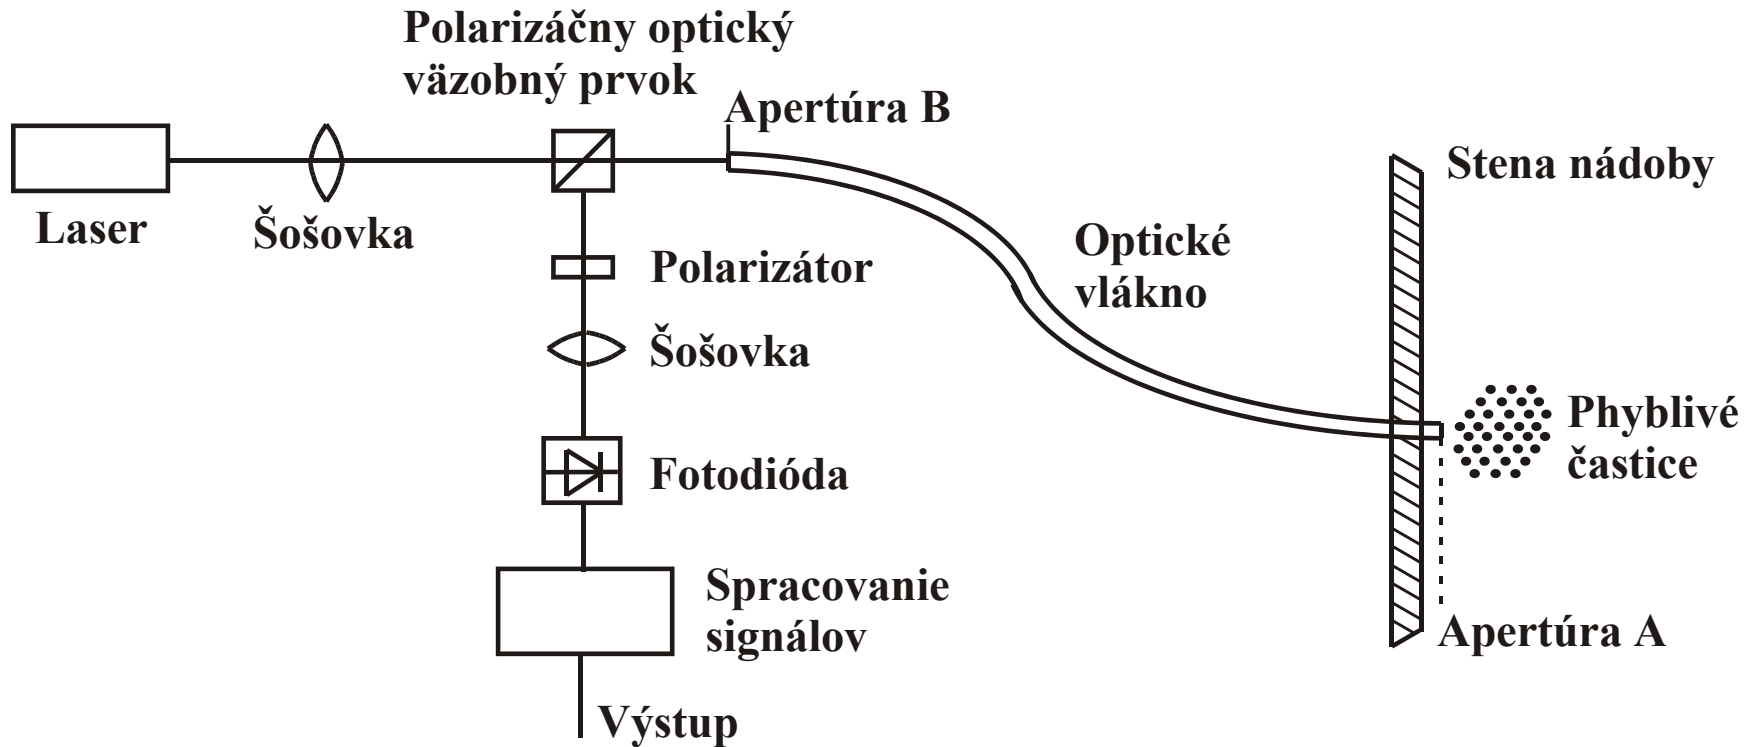 Polarizáčny optický
väzobný prvok
Apertúra B
Stena nádoby
Laser
Šošovka
Optické
vlákno
Polarizátor
Šošovka
Phyblivé
častice
Fotodióda
Spracovanie
signálov
Apertúra A
Výstup